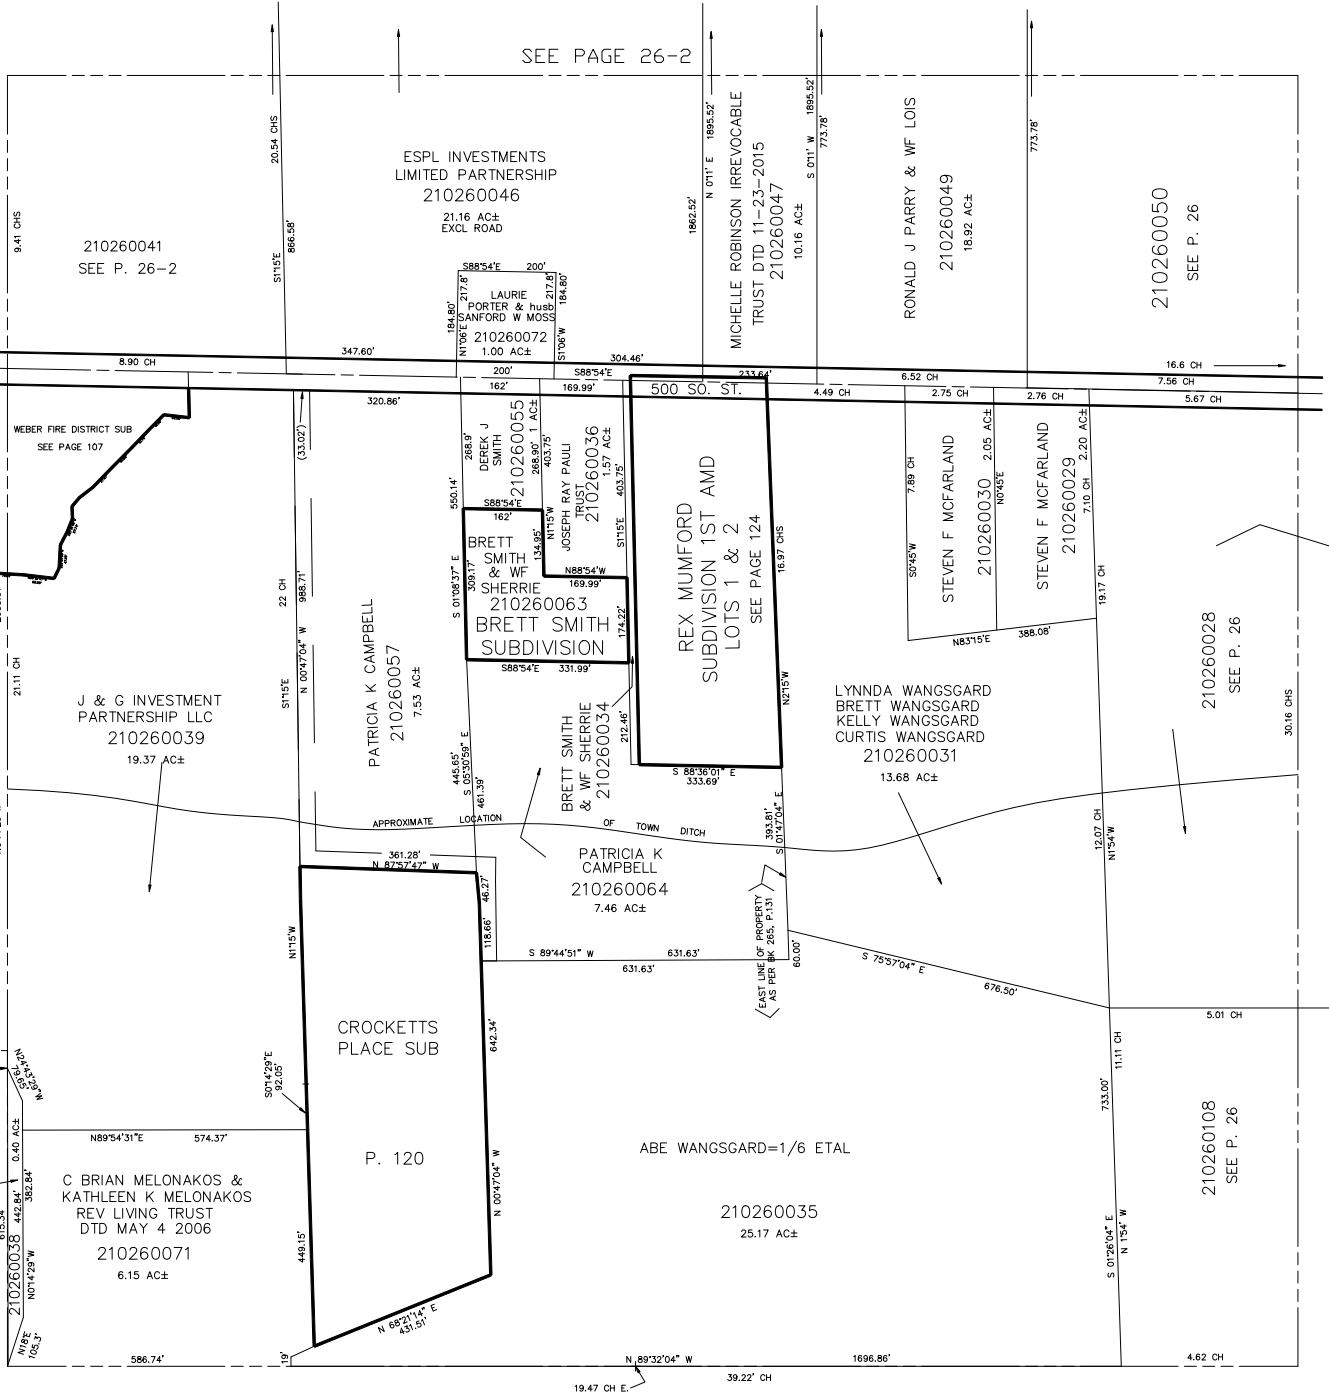 SEE PAGE 26-2
20.54 CHS
9.41 CHS
866.58'
S1°15'E
210260041
SEE P. 26-2
ESPL INVESTMENTS
LIMITED PARTNERSHIP
210260046
21.16 AC±
EXCL ROAD
S88°54'E 200'
217.8'
217.8'
184.80'
184.80'
N1°06'E
S1°06'W
LAURIE
PORTER & husb
SANFORD W MOSS
210260072
1.00 AC±
1862.52'
N 0°11' E 1895.52'
MICHELLE ROBINSON IRREVOCABLE
TRUST DTD 11-23-2015
210260047
10.16 AC±
S 0°11' W 1895.52'
773.78'
RONALD J PARRY & WF LOIS
210260049
18.92 AC±
773.78'
210260050
SEE P. 26
8.90 CH
347.60'
304.46'
200'
S88°54'E
233.64'
6.52 CH
16.6 CH
7.56 CH
320.86'
162'
169.99'
500 SO. ST.
4.49 CH
2.75 CH
2.76 CH
5.67 CH
WEBER FIRE DISTRICT SUB
SEE PAGE 107
(33.02')
268.9'
550.14'
DEREK J
SMITH
210260055
268.90' 1 AC±
403.75'
N1°15'W
JOSEPH RAY PAULI
TRUST
210260036
1.57 AC±
403.75'
S1°15'E
S88°54'E
162'
BRETT
SMITH
& WF
SHERRIE
210260063
BRETT SMITH
SUBDIVISION
134.95'
N88°54'W
169.99'
174.22'
309.17'
S 01°08'37" E
S88°54'E 331.99'
REX MUMFORD
SUBDIVISION 1ST AMD
LOTS 1 & 2
SEE PAGE 124
16.97 CHS
N2°15'W
S 88°36'01" E
333.69'
7.89 CH
S0°45'W
STEVEN F MCFARLAND
210260030 2.05 AC±
N0°45'E
STEVEN F MCFARLAND
210260029
2.20 AC±
7.10 CH
19.17 CH
N83°15'E 388.08'
210260028
SEE P. 26
30.16 CHS
21.11 CH
22 CH
988.71'
N 00°47'04" W
S1°15'E
J & G INVESTMENT
PARTNERSHIP LLC
210260039
19.37 AC±
PATRICIA K CAMPBELL
210260057
7.53 AC±
445.65'
S 05°30'59" E
461.39'
BRETT SMITH
& WF SHERRIE
210260034
212.46'
LYNNDA WANGSGARD
BRETT WANGSGARD
KELLY WANGSGARD
CURTIS WANGSGARD
210260031
13.68 AC±
APPROXIMATE LOCATION OF TOWN DITCH
393.81'
S 01°47'04" E
12.07 CH
N1°54'W
361.28'
N 87°57'47" W
46.27'
118.66'
PATRICIA K
CAMPBELL
210260064
7.46 AC±
EAST LINE OF PROPERTY
AS PER BK 265, P.131
60.00'
S 89°44'51" W 631.63'
631.63'
S 75°57'04" E
676.50'
5.01 CH
N1°15'W
CROCKETTS
PLACE SUB
P. 120
642.34'
N 00°47'04" W
11.11 CH
733.00'
N24°43'29"W
79.65'
S0°14'29"E
92.05'
0.40 AC±
N89°54'31"E 574.37'
C BRIAN MELONAKOS &
KATHLEEN K MELONAKOS
REV LIVING TRUST
DTD MAY 4 2006
210260071
6.15 AC±
210260038
442.84'
382.84'
N0°14'29"W
615.34
N18°E
105.3'
449.15'
N 68°21'14" E
431.51'
ABE WANGSGARD=1/6 ETAL
210260035
25.17 AC±
S 01°26'04" E
N 1°54' W
210260108
SEE P. 26
586.74'
19'
N 89°32'04" W
1696.86'
4.62 CH
39.22' CH
19.47 CH E.